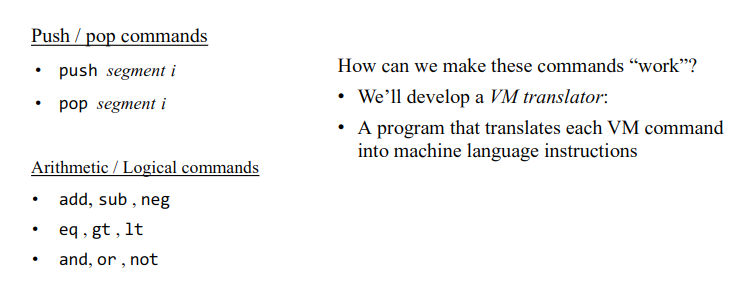 Push / pop commands
• push segment i
• pop segment i
Arithmetic / Logical commands
• add, sub , neg
• eq , gt , lt
• and, or , not
How can we make these commands “work”?
• We’ll develop a VM translator:
• A program that translates each VM command
into machine language instructions